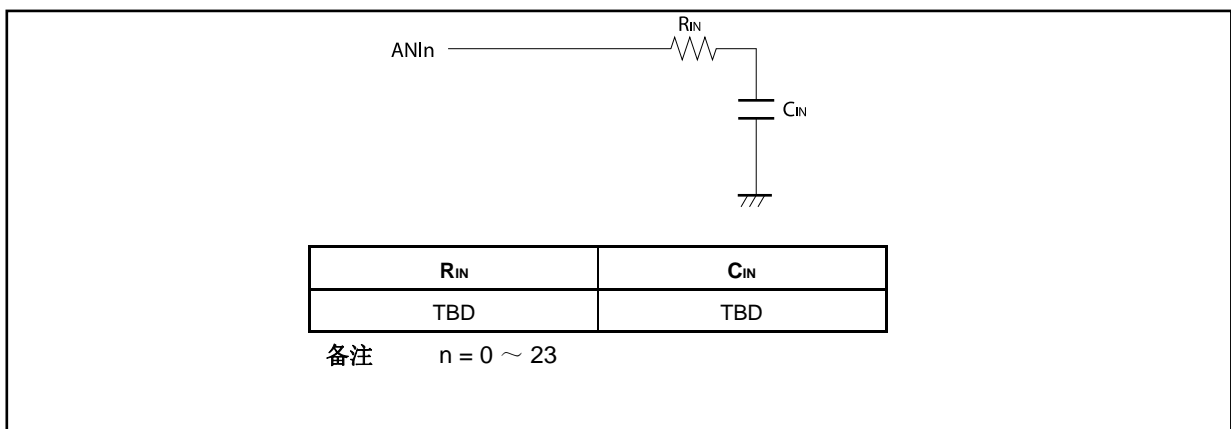 RIN
ANIn
CIN
RIN CIN
TBD TBD
备注 n = 0 ～ 23